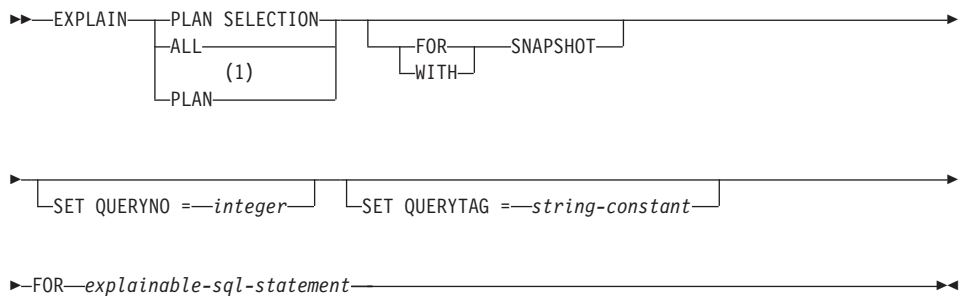 EXPLAIN PLAN SELECTION
ALL FOR SNAPSHOT
(1) WITH
PLAN
SET QUERYNO = integer SET QUERYTAG = string-constant
FOR explainable-sql-statement